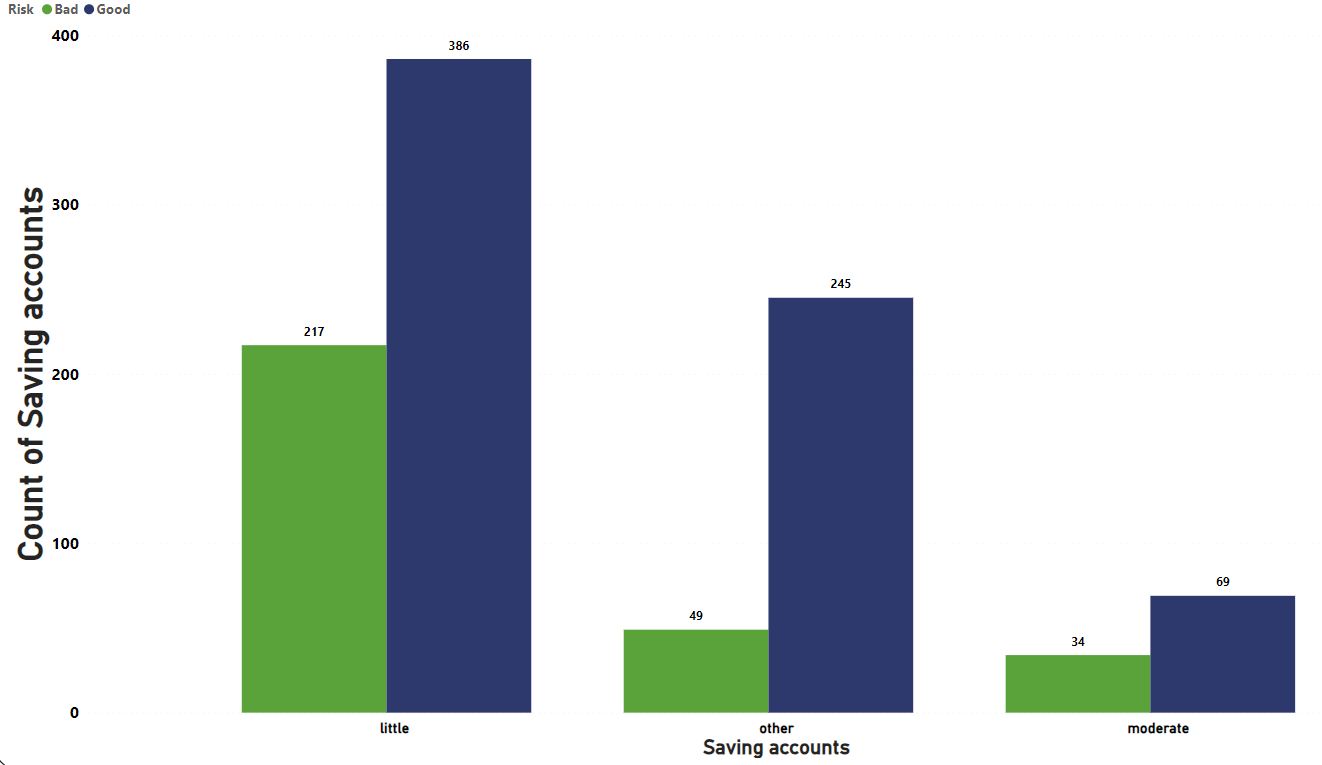 Risk Bad Good
400
386
300
245
217
200
100
69
49
34
0
little other moderate
Saving accounts
Count of Saving accounts